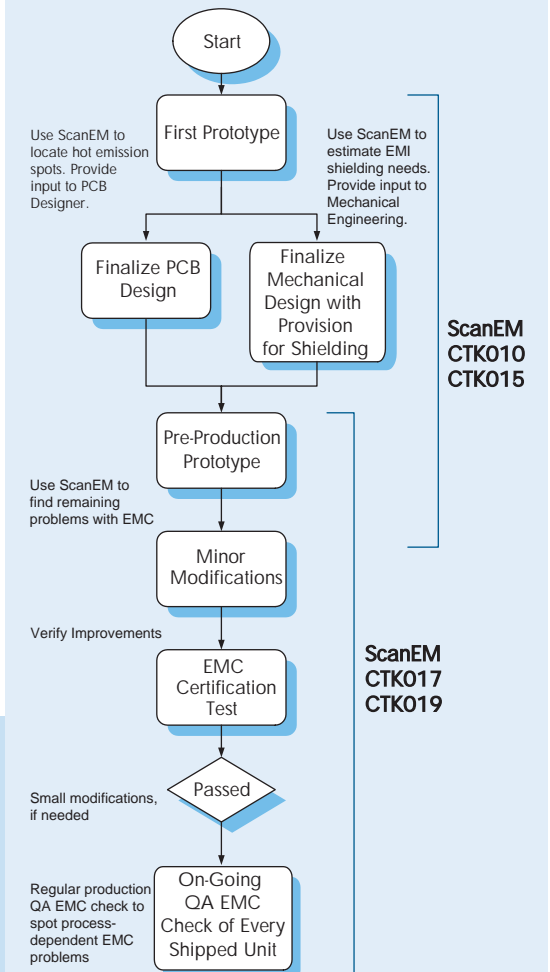 Start
Use ScanEM to
locate hot emission
spots. Provide
input to PCB
Designer.
First Prototype
Use ScanEM to
estimate EMI
shielding needs.
Provide input to
Mechanical
Engineering.
Finalize PCB
Design
Finalize
Mechanical
Design with
Provision
for Shielding
ScanEM
CTK010
CTK015
Pre-Production
Prototype
Use ScanEM to
find remaining
problems with EMC
Minor
Modifications
Verify Improvements
EMC
Certification
Test
ScanEM
CTK017
CTK019
Passed
Small modifications,
if needed
Regular production
QA EMC check to
spot process-
dependent EMC
problems
On-Going
QA EMC
Check of Every
Shipped Unit